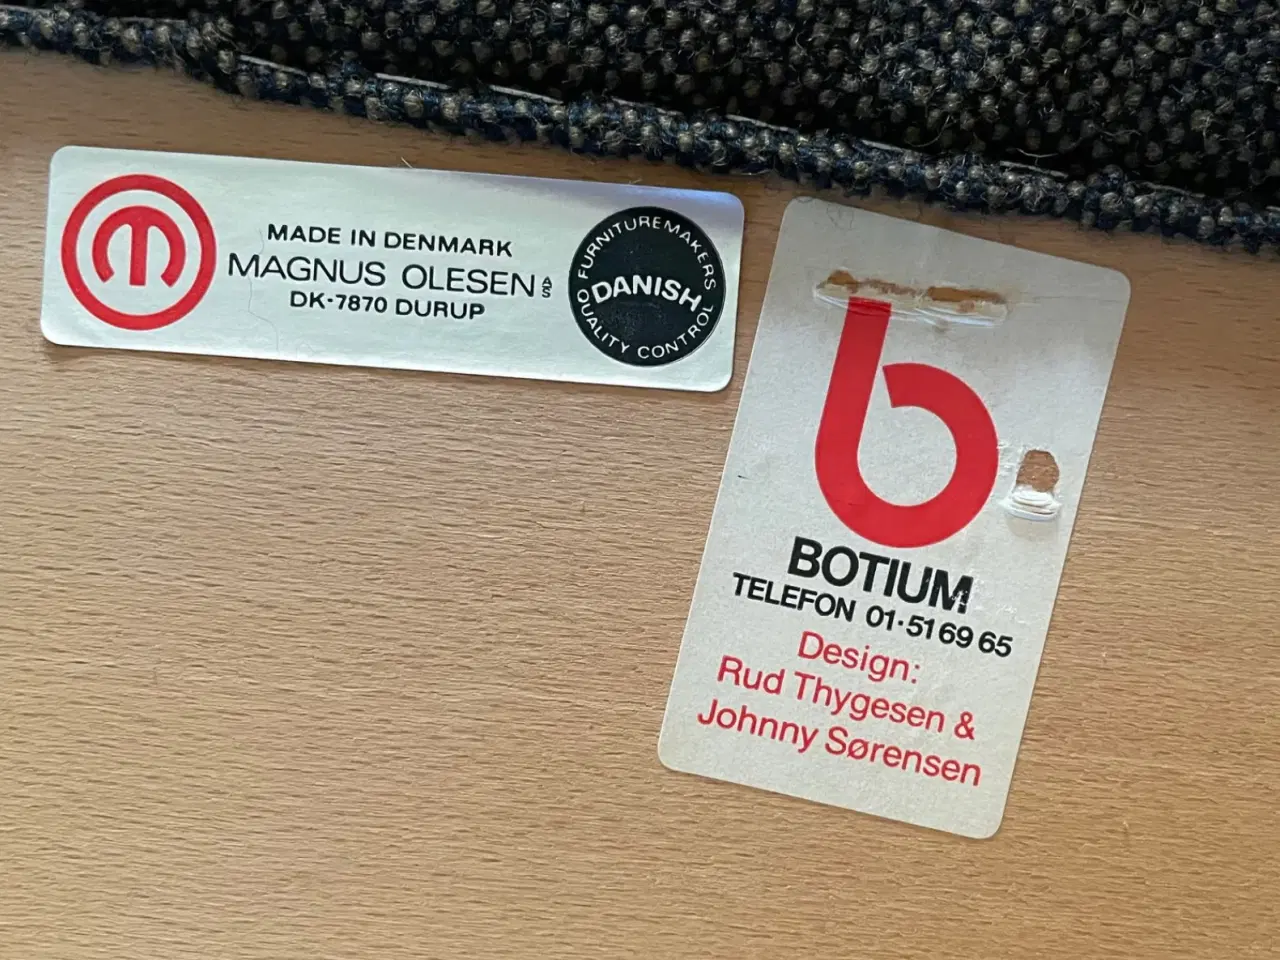 MADE IN DENMARK
MAGNUS OLESEN A/S
DK-7870 DURUP
FURNITUREMAKERS
DANISH
QUALITY CONTROL
b
BOTIUM
TELEFON 01·51 69 65
Design:
Rud Thygesen &
Johnny Sørensen